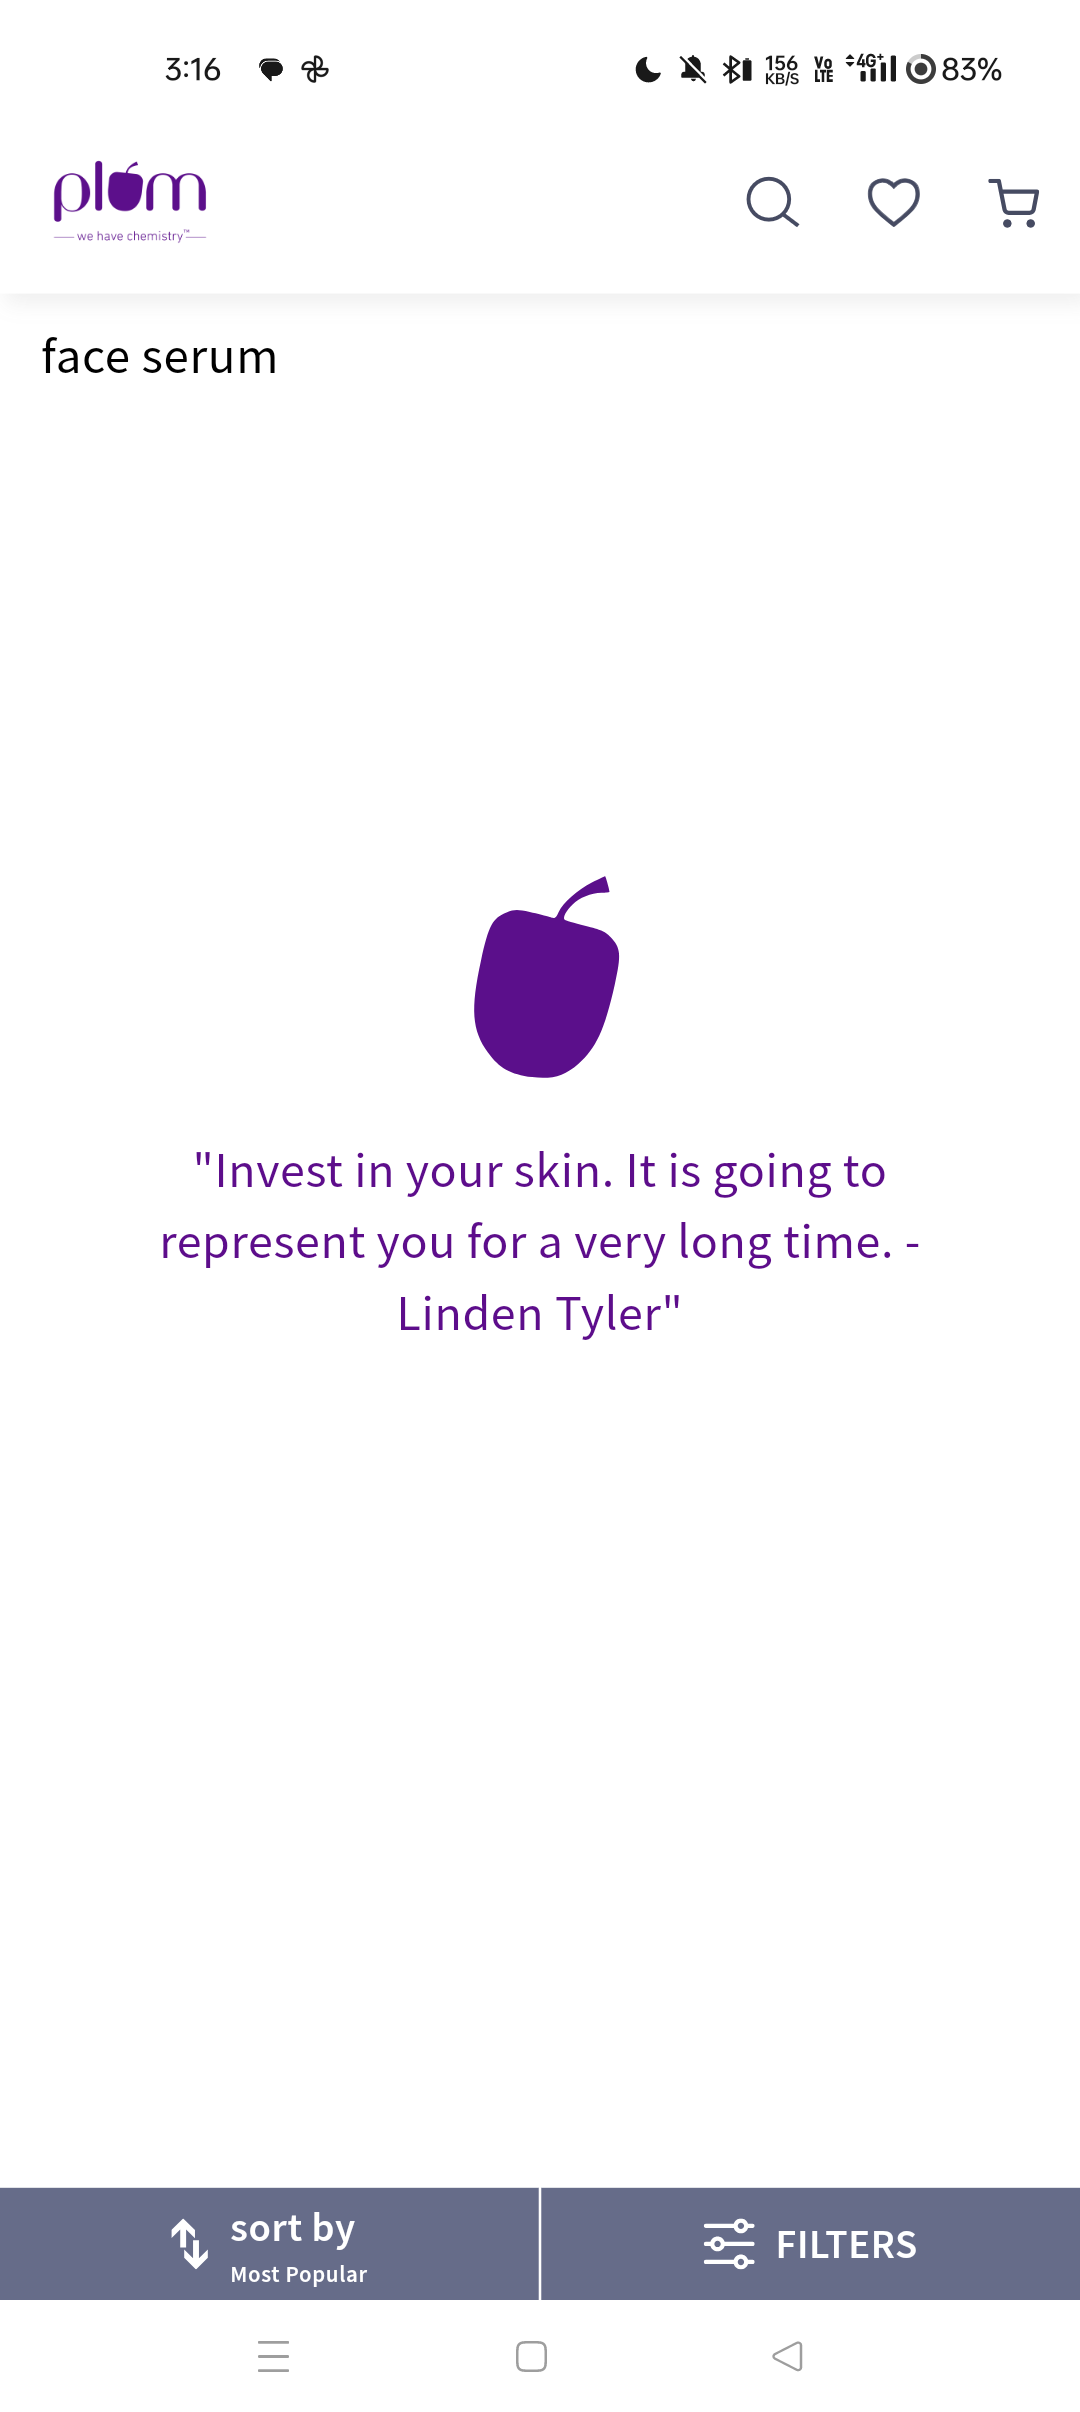 3:16
156
KB/S
Vo
LTE
4G+
83%
plum
we have chemistry™
face serum
"Invest in your skin. It is going to
represent you for a very long time. -
Linden Tyler"
sort by
Most Popular
FILTERS